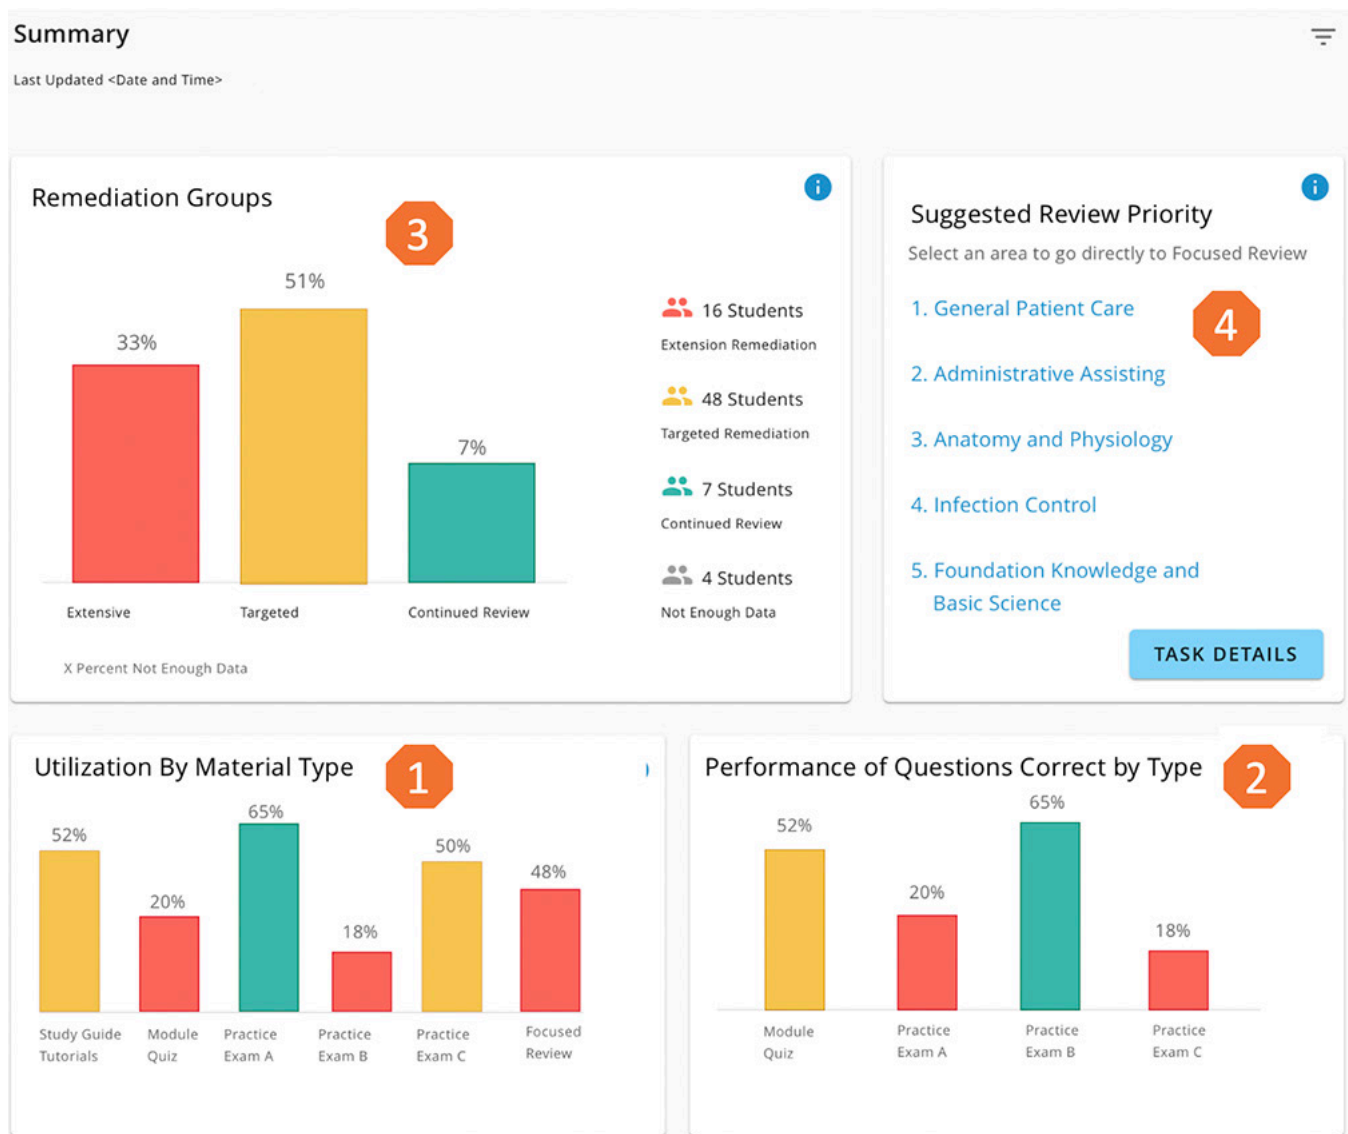 Summary
Last Updated <Date and Time>
Remediation Groups
3
51%
33%
7%
Extensive
Targeted
Continued Review
X Percent Not Enough Data
16 Students
Extension Remediation
48 Students
Targeted Remediation
7 Students
Continued Review
4 Students
Not Enough Data
i
i
Suggested Review Priority
Select an area to go directly to Focused Review
4
1. General Patient Care
2. Administrative Assisting
3. Anatomy and Physiology
4. Infection Control
5. Foundation Knowledge and
Basic Science
TASK DETAILS
Utilization By Material Type
1
52%
20%
65%
18%
50%
48%
Study Guide
Tutorials
Module
Quiz
Practice
Exam A
Practice
Exam B
Practice
Exam C
Focused
Review
Performance of Questions Correct by Type
2
52%
20%
65%
18%
Module
Quiz
Practice
Exam A
Practice
Exam B
Practice
Exam C